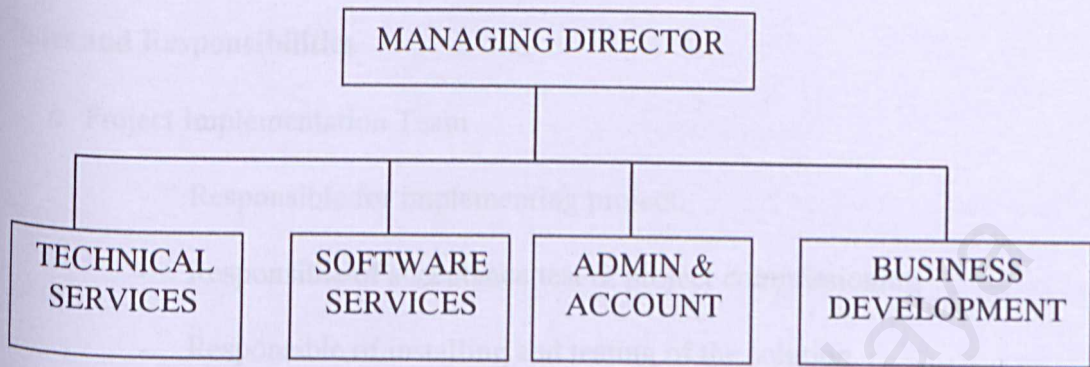 MANAGING DIRECTOR
TECHNICAL
SERVICES
SOFTWARE
SERVICES
ADMIN &
ACCOUNT
BUSINESS
DEVELOPMENT
and Responsibilities
Project Implementation Team
Responsible for implementing project
Responsible
Responsible of installing and testing of the solution